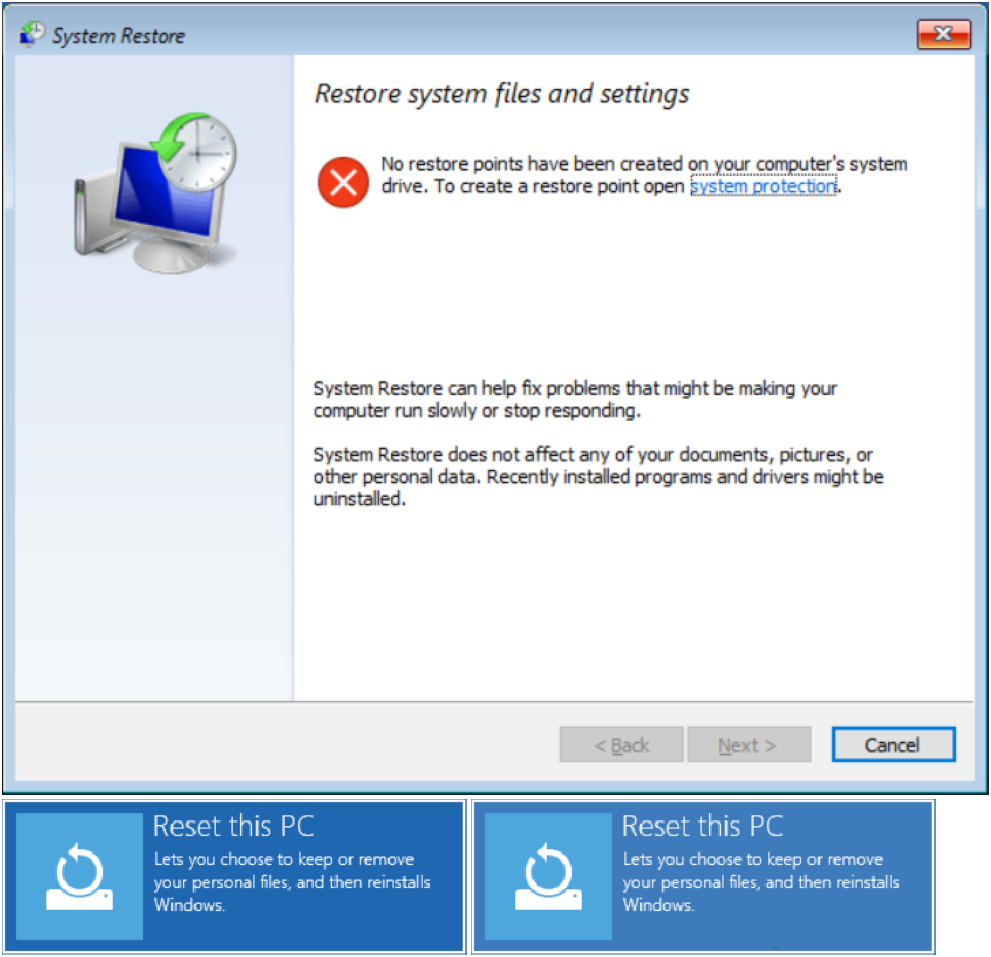 System Restore
Restore system files and settings
No restore points have been created on your computer's system
drive. To create a restore point open system protection.
System Restore can help fix problems that might be making your
computer run slowly or stop responding.
System Restore does not affect any of your documents, pictures, or
other personal data. Recently installed programs and drivers might be
uninstalled.
< Back
Next >
Cancel
Reset this PC
Lets you choose to keep or remove
your personal files, and then reinstalls
Windows.
Reset this PC
Lets you choose to keep or remove
your personal files, and then reinstalls
Windows.